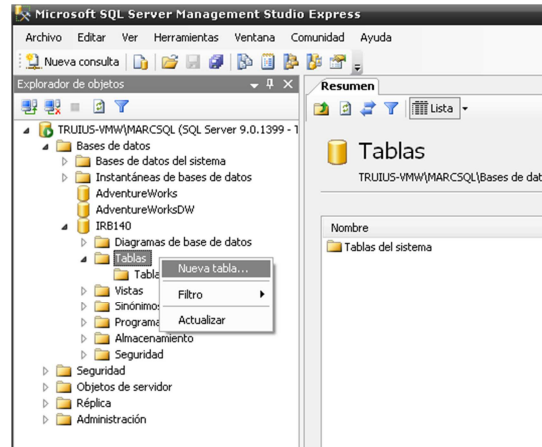 Microsoft SQL Server Management Studio Express
Archivo Editar Ver Herramientas Ventana Comunidad Ayuda
Nueva consulta
Explorador de objetos
TRUIUS-VMW\MARCSQL (SQL Server 9.0.1399 -
Bases de datos
Bases de datos del sistema
Instantáneas de bases de datos
AdventureWorks
AdventureWorksDW
IRB140
Diagramas de base de datos
Tablas
Tabla
Vistas
Sinónimos
Programa
Almacenamiento
Seguridad
Seguridad
Objetos de servidor
Réplica
Administración
Nueva tabla...
Filtro
Actualizar
Resumen
Lista
Tablas
TRUIUS-VMW\MARCSQL\Bases de dat
Nombre
Tablas del sistema